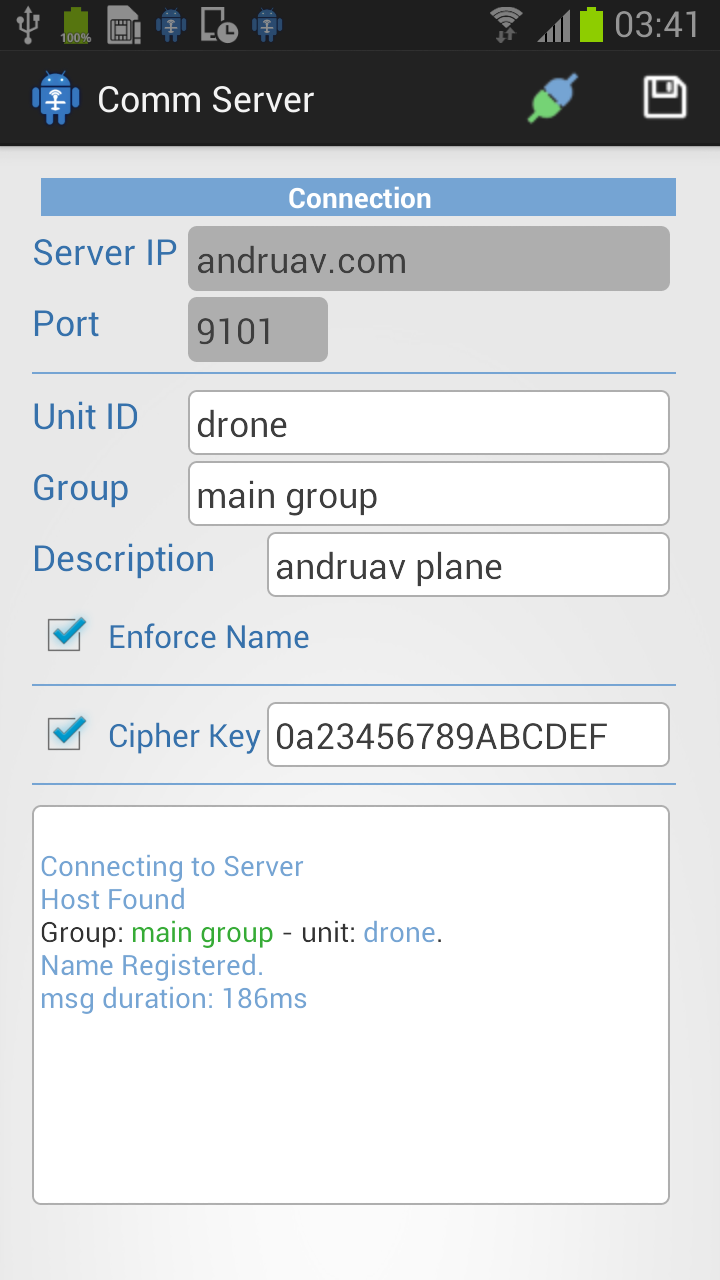 100%
03:41
Comm Server
Connection
Server IP andruav.com
Port 9101
Unit ID drone
Group main group
Description andruav plane
Enforce Name
Cipher Key 0a23456789ABCDEF
Connecting to Server
Host Found
Group: main group - unit: drone.
Name Registered.
msg duration: 186ms